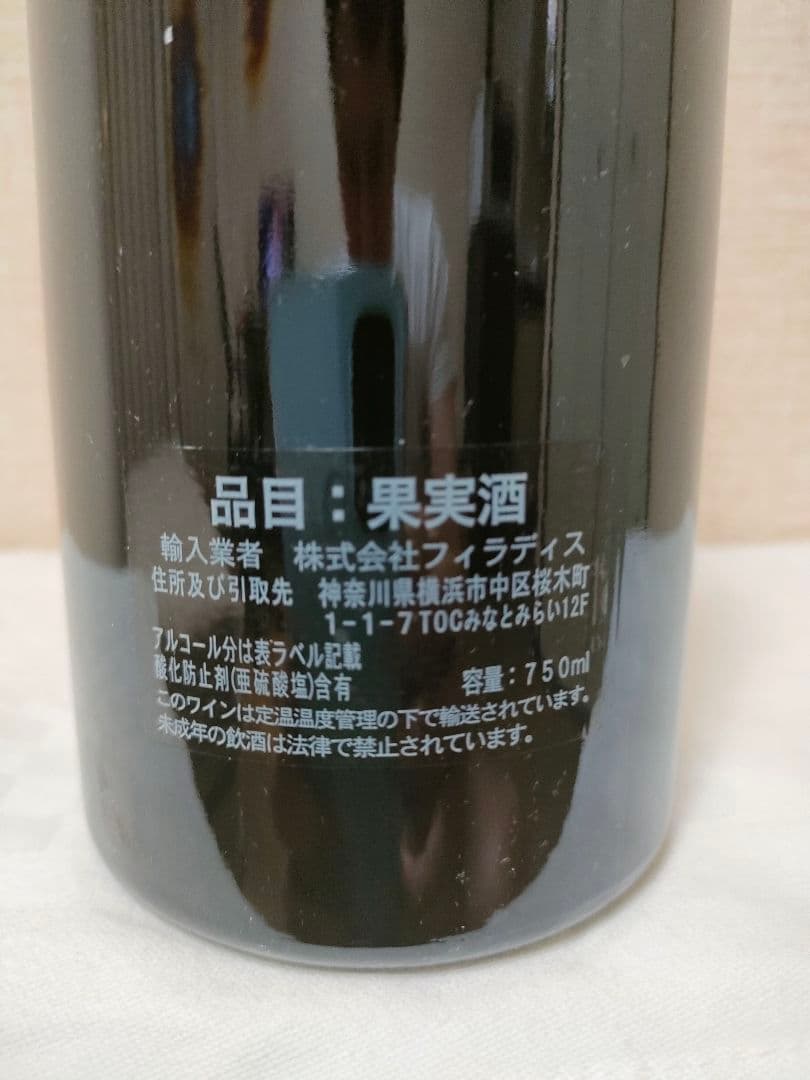 品目：果実酒
輸入業者　株式会社フィラディス
住所及び引取先　神奈川県横浜市中区桜木町
1-1-7TOCみなとみらい12F
アルコール分は表ラベル記載
酸化防止剤(亜硫酸塩)含有　容量：750ml
このワインは定温温度管理の下で輸送されています。
未成年の飲酒は法律で禁止されています。